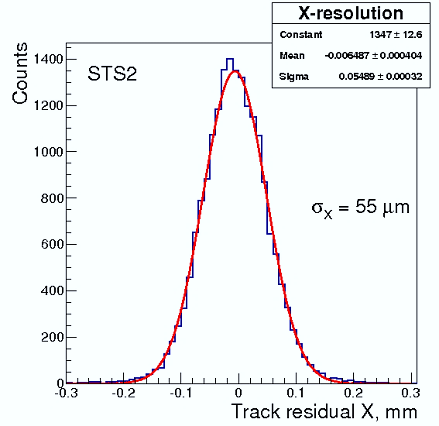 X-resolution
Constant 1347 ± 12.6
Mean -0.006487 ± 0.000404
Sigma 0.05489 ± 0.00032
Counts
STS2
σX = 55 μm
1400
1200
1000
800
600
400
200
0
-0.3 -0.2 -0.1 0 0.1 0.2 0.3
Track residual X, mm